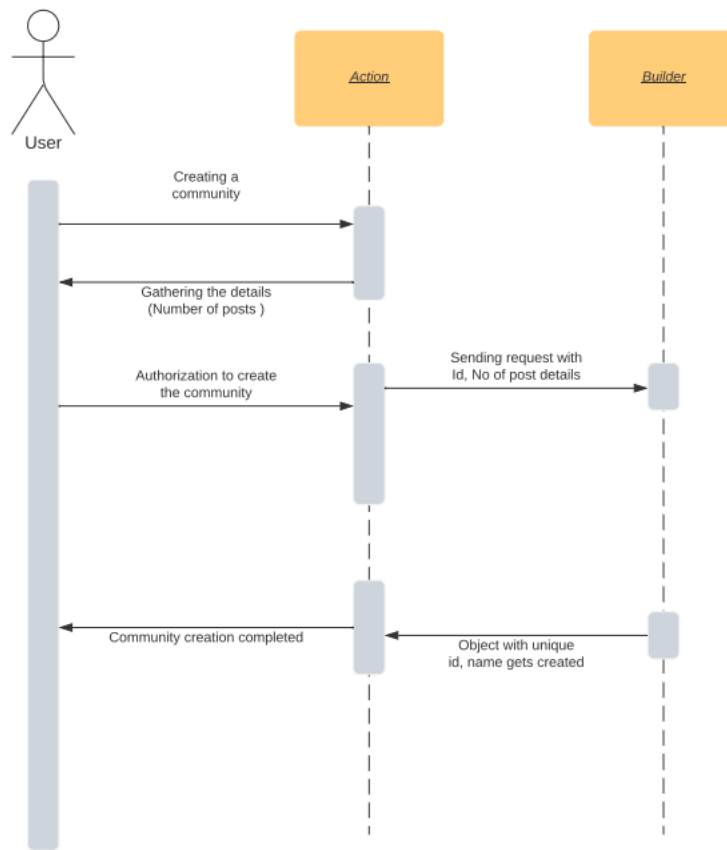 Action
Builder
User
Creating a
community
Gathering the details
(Number of posts )
Sending request with
Id, No of post details
Authorization to create
the community
Community creation completed
Object with unique
id, name gets created